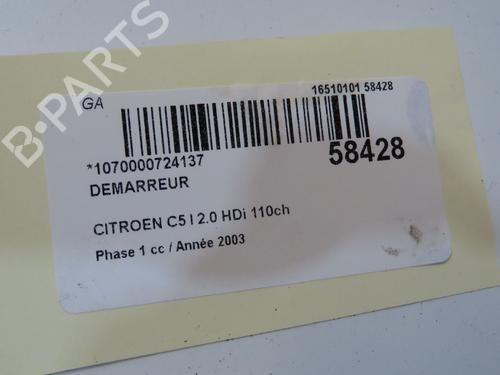 GA
16510101 58428
*1070000724137
58428
DEMARREUR
CITROEN C5 I 2.0 HDi 110ch
Phase 1 cc / Année 2003
B-PARTS